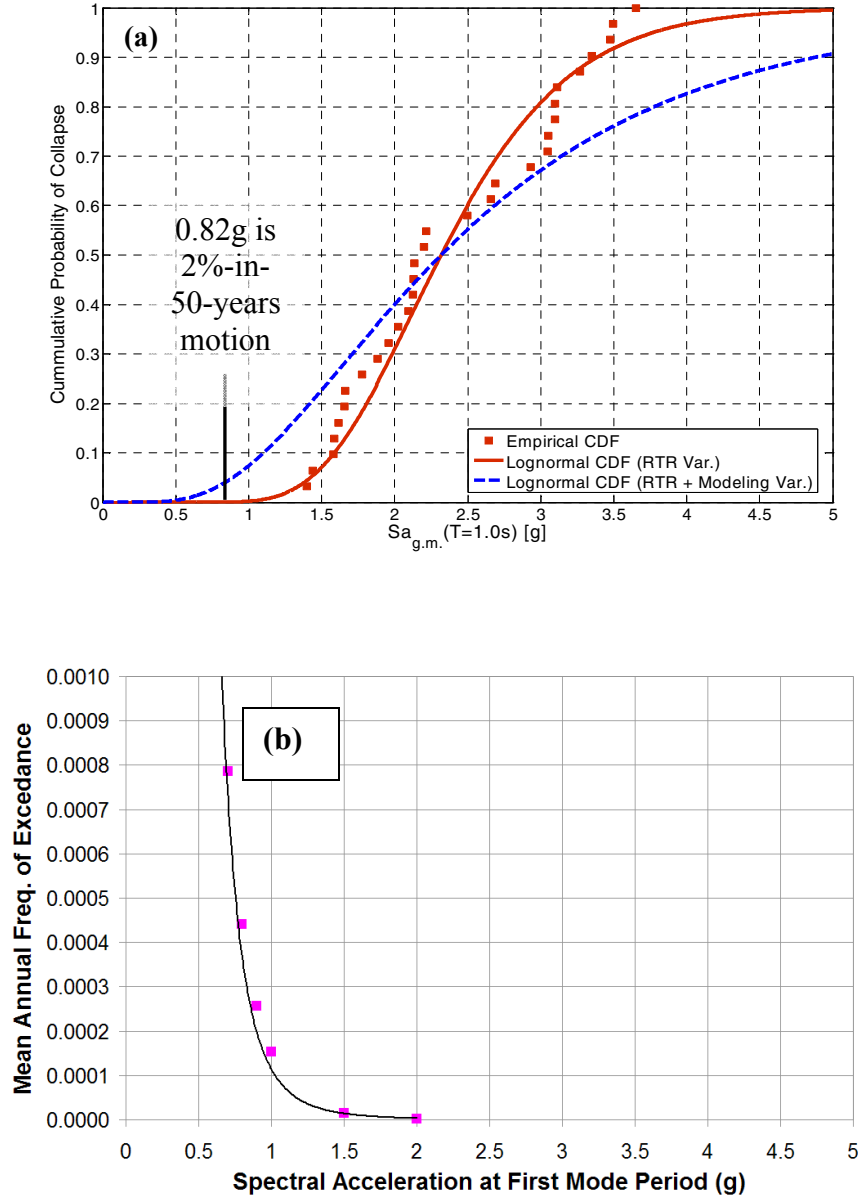 (a)
1
0.9
0.8
0.7
0.6
0.5
0.4
0.3
0.2
0.1
0
Cummulative Probability of Collapse
0.82g is
2%-in-
50-years
motion
Empirical CDF
Lognormal CDF (RTR Var.)
Lognormal CDF (RTR + Modeling Var.)
0 0.5 1 1.5 2 2.5 3 3.5 4 4.5 5
Sa g.m.(T=1.0s) [g]
(b)
0.0010
0.0009
0.0008
0.0007
0.0006
0.0005
0.0004
0.0003
0.0002
0.0001
0.0000
Mean Annual Freq. of Excedance
0 0.5 1 1.5 2 2.5 3 3.5 4 4.5 5
Spectral Acceleration at First Mode Period (g)